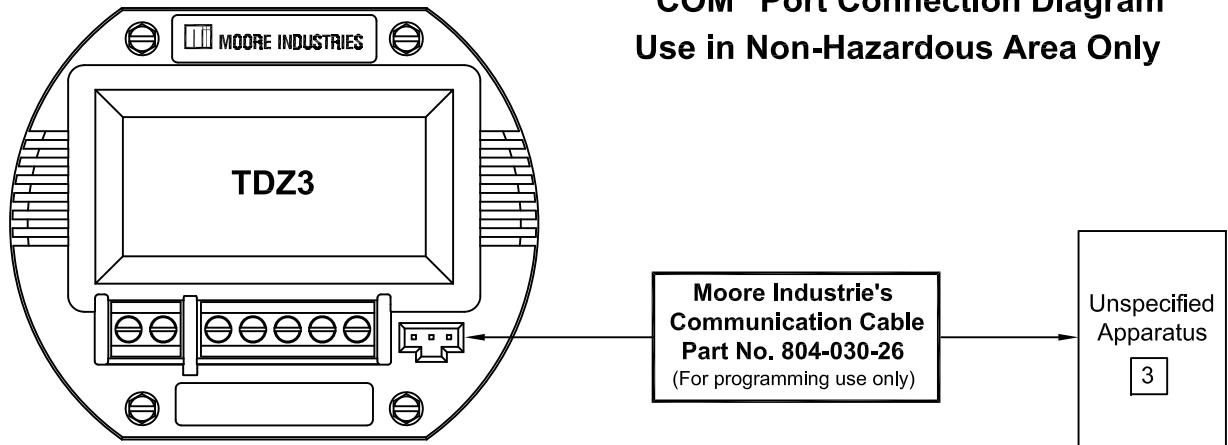 "COM" Port Connection Diagram
Use in Non-Hazardous Area Only
MOORE INDUSTRIES
TDZ3
Moore Industrie's
Communication Cable
Part No. 804-030-26
(For programming use only)
Unspecified
Apparatus
3